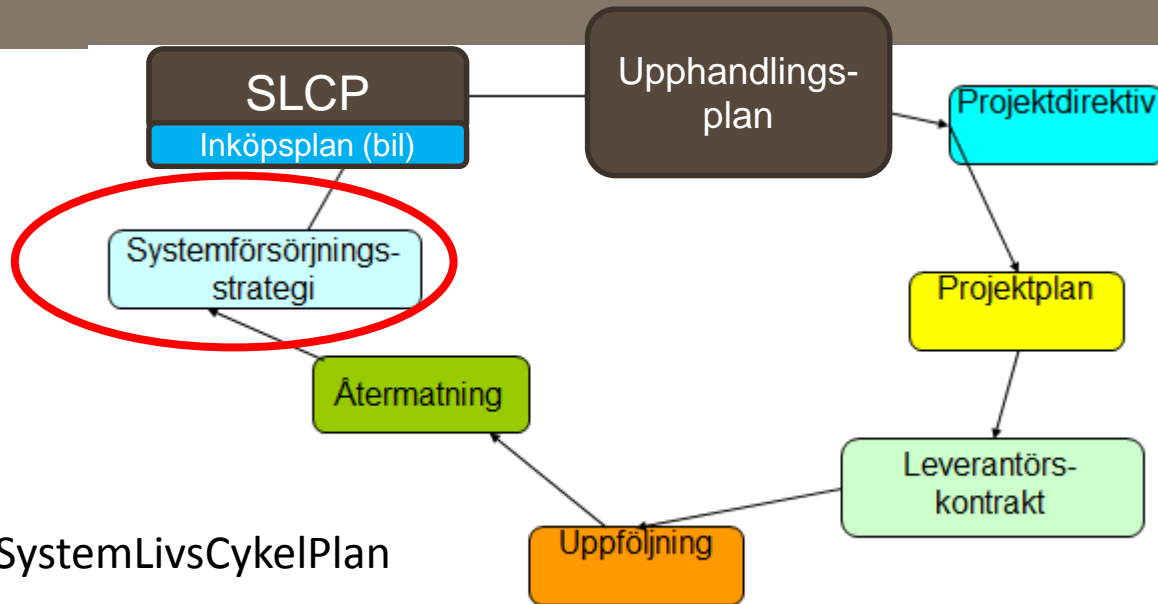 SLCP
Inköpsplan (bil)
Upphandlings-
plan
Projektdirektiv
Systemförsörjnings-
strategi
Projektplan
Återmatning
Leverantörs-
kontrakt
Uppföljning
SystemLivsCykelPlan